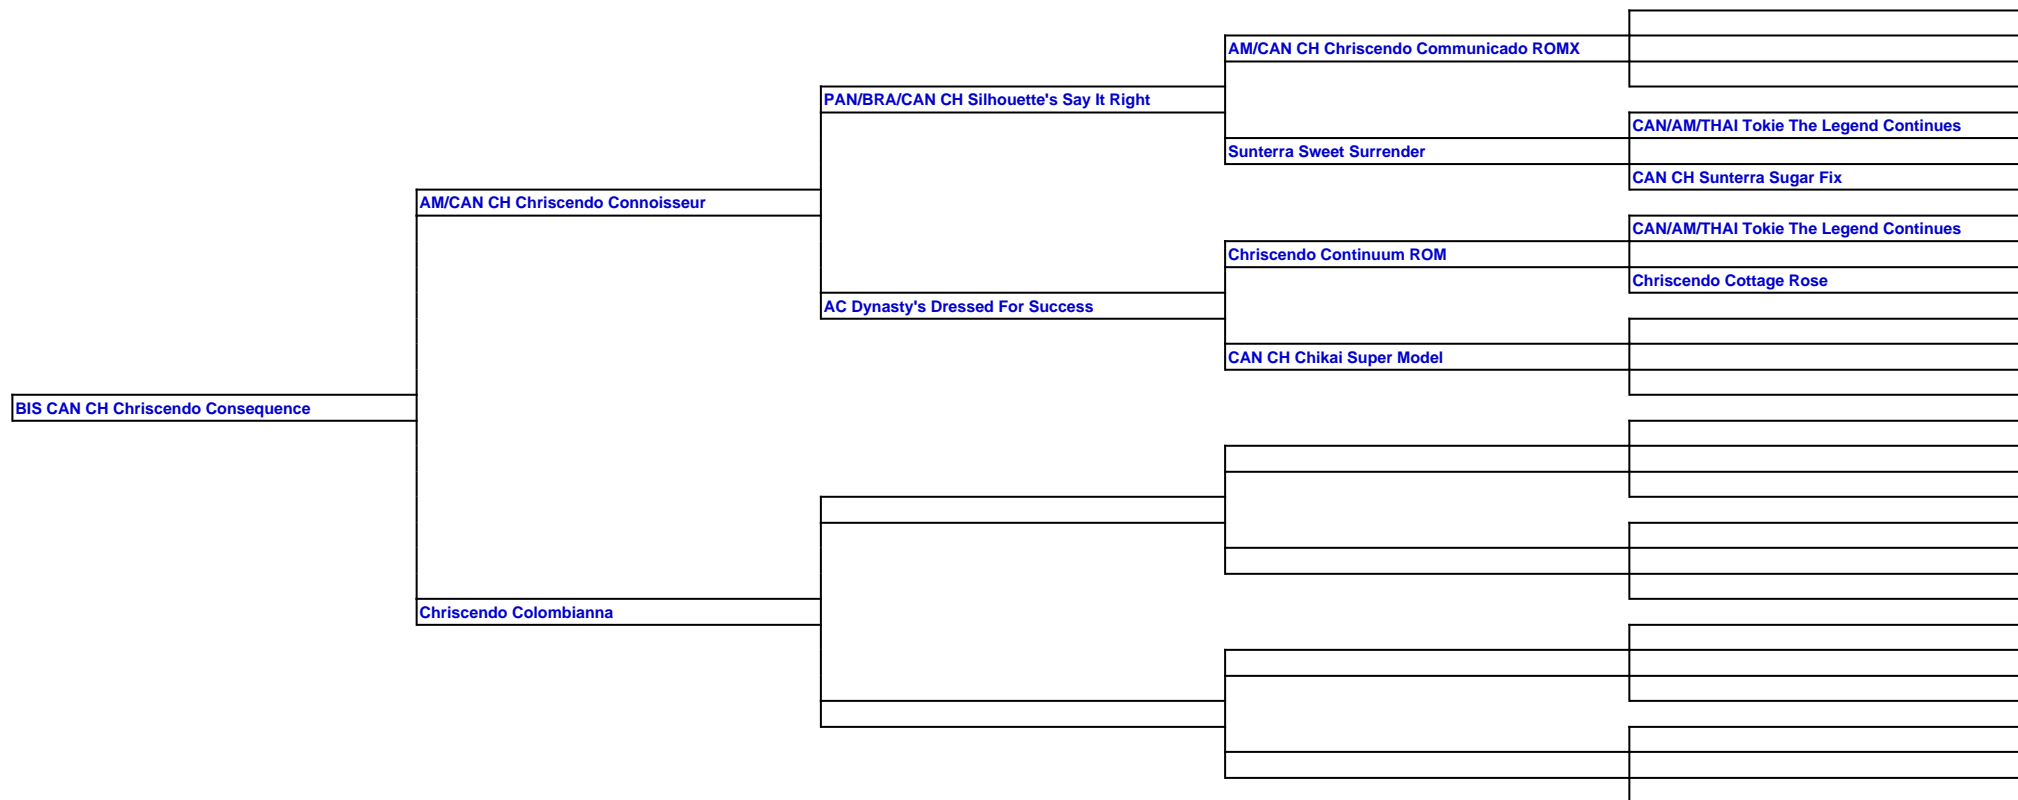 AM/CAN CH Chriscendo Communicado ROMX
PAN/BRA/CAN CH Silhouette's Say It Right
CAN/AM/THAI Tokie The Legend Continues
Sunterra Sweet Surrender
CAN CH Sunterra Sugar Fix
AM/CAN CH Chriscendo Connoisseur
CAN/AM/THAI Tokie The Legend Continues
Chriscendo Continuum ROM
Chriscendo Cottage Rose
AC Dynasty's Dressed For Success
CAN CH Chikai Super Model
BIS CAN CH Chriscendo Consequence
Chriscendo Colombianna